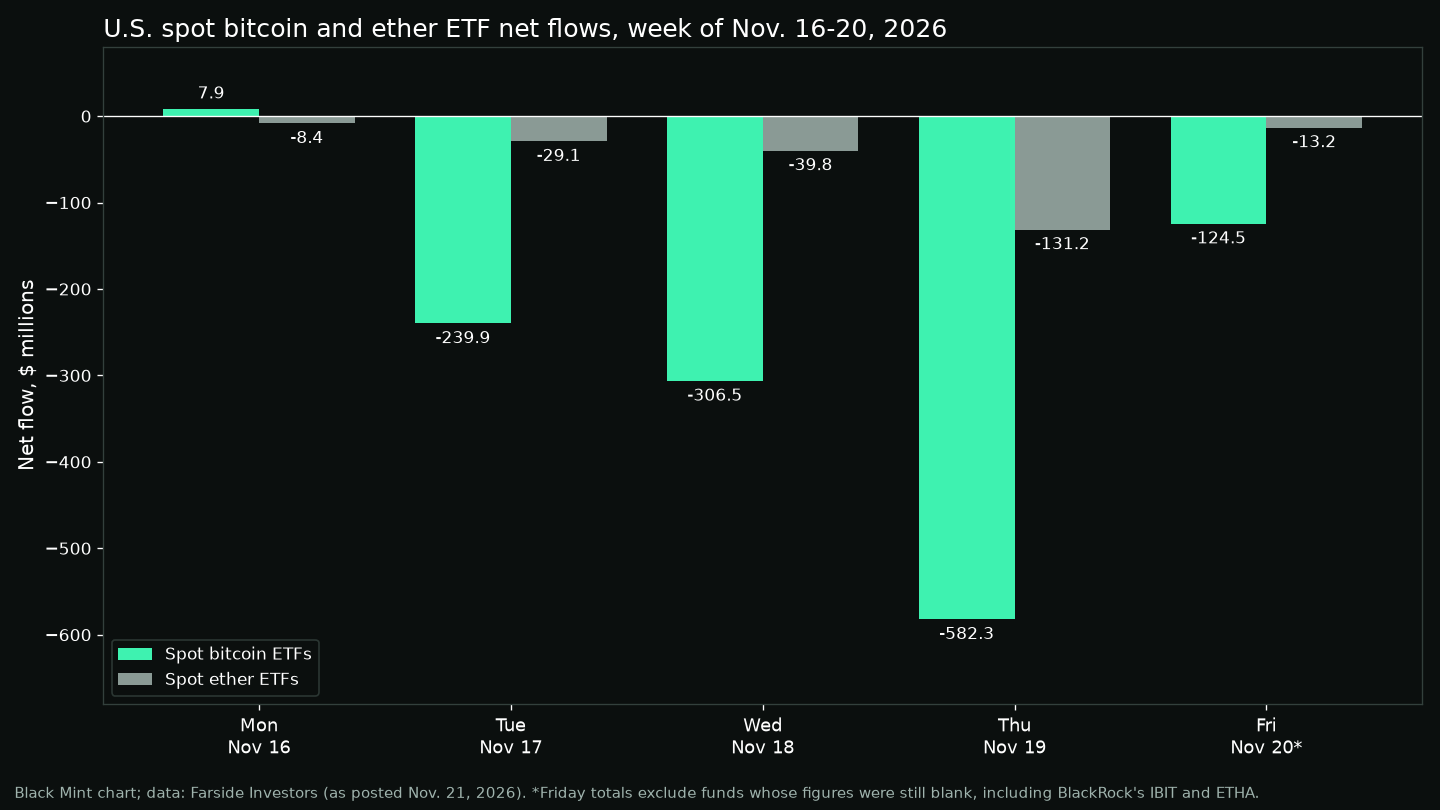 U.S. spot bitcoin and ether ETF net flows, week of Nov. 16-20, 2026
Net flow, $ millions
0
−100
−200
−300
−400
−500
−600
7.9
-8.4
-239.9
-29.1
-306.5
-39.8
-582.3
-131.2
-124.5
-13.2
Spot bitcoin ETFs
Spot ether ETFs
Mon
Nov 16
Tue
Nov 17
Wed
Nov 18
Thu
Nov 19
Fri
Nov 20*
Black Mint chart; data: Farside Investors (as posted Nov. 21, 2026). *Friday totals exclude funds whose figures were still blank, including BlackRock's IBIT and ETHA.